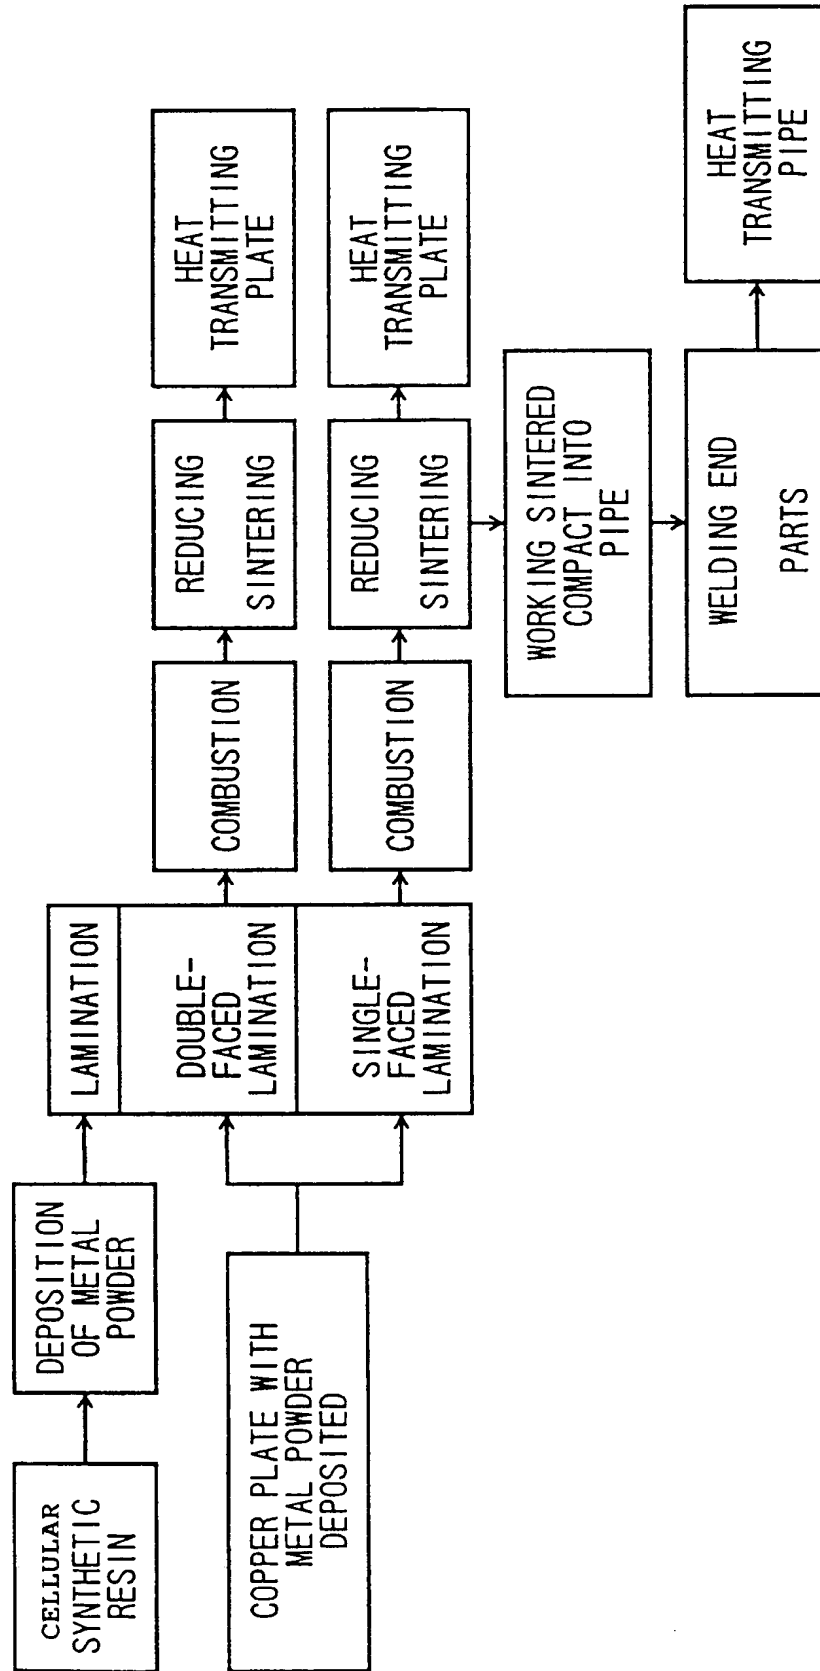 CELLULAR
SYNTHETIC
RESIN
DEPOSITION
OF METAL
POWDER
COPPER PLATE WITH
METAL POWDER
DEPOSITED
LAMINATION
DOUBLE-
FACED
LAMINATION
SINGLE-
FACED
LAMINATION
COMBUSTION
REDUCING
SINTERING
HEAT
TRANSMITTING
PLATE
COMBUSTION
REDUCING
SINTERING
HEAT
TRANSMITTING
PLATE
WORKING SINTERED
COMPACT INTO
PIPE
WELDING END
PARTS
HEAT
TRANSMITTING
PIPE